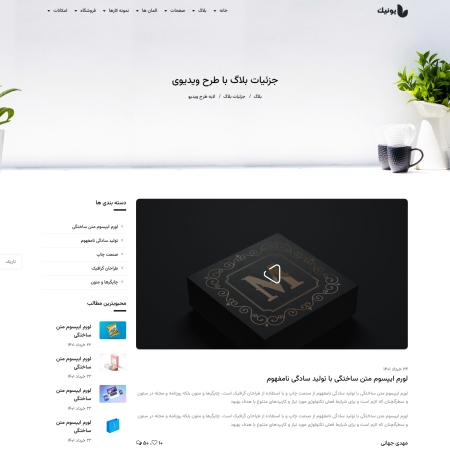 یونیک
خانه
بلاگ
صفحات
المان ها
نمونه کارها
فروشگاه
امکانات
جزئیات بلاگ با طرح ویدیوی
بلاگ / جزئیات بلاگ / لایه طرح ویدیو
M
۲۳ خرداد ۱۴۰۱
لورم ایپسوم متن ساختگی با تولید سادگی نامفهوم
لورم ایپسوم متن ساختگی با تولید سادگی نامفهوم از صنعت چاپ و با استفاده از طراحان گرافیک است. چاپگرها و متون بلکه روزنامه و مجله در ستون
و سطرآنچنان که لازم است و برای شرایط فعلی تکنولوژی مورد نیاز و کاربردهای متنوع با هدف بهبود
لورم ایپسوم متن ساختگی با تولید سادگی نامفهوم از صنعت چاپ و با استفاده از طراحان گرافیک است. چاپگرها و متون بلکه روزنامه و مجله در ستون
و سطرآنچنان که لازم است و برای شرایط فعلی تکنولوژی مورد نیاز و کاربردهای متنوع با هدف بهبود
مهدی جهانی
۱۰
۵۰
دسته بندی ها
لورم ایپسوم متن ساختگی
تولید سادگی نامفهوم
صنعت چاپ
طراحان گرافیک
چاپگرها و متون
محبوبترین مطالب
لورم ایپسوم متن
ساختگی
۲۳ خرداد ۱۴۰۱
لورم ایپسوم متن
ساختگی
۲۳ خرداد ۱۴۰۱
لورم ایپسوم متن
ساختگی
۲۳ خرداد ۱۴۰۱
لورم ایپسوم متن
ساختگی
۲۳ خرداد ۱۴۰۱
تاریک